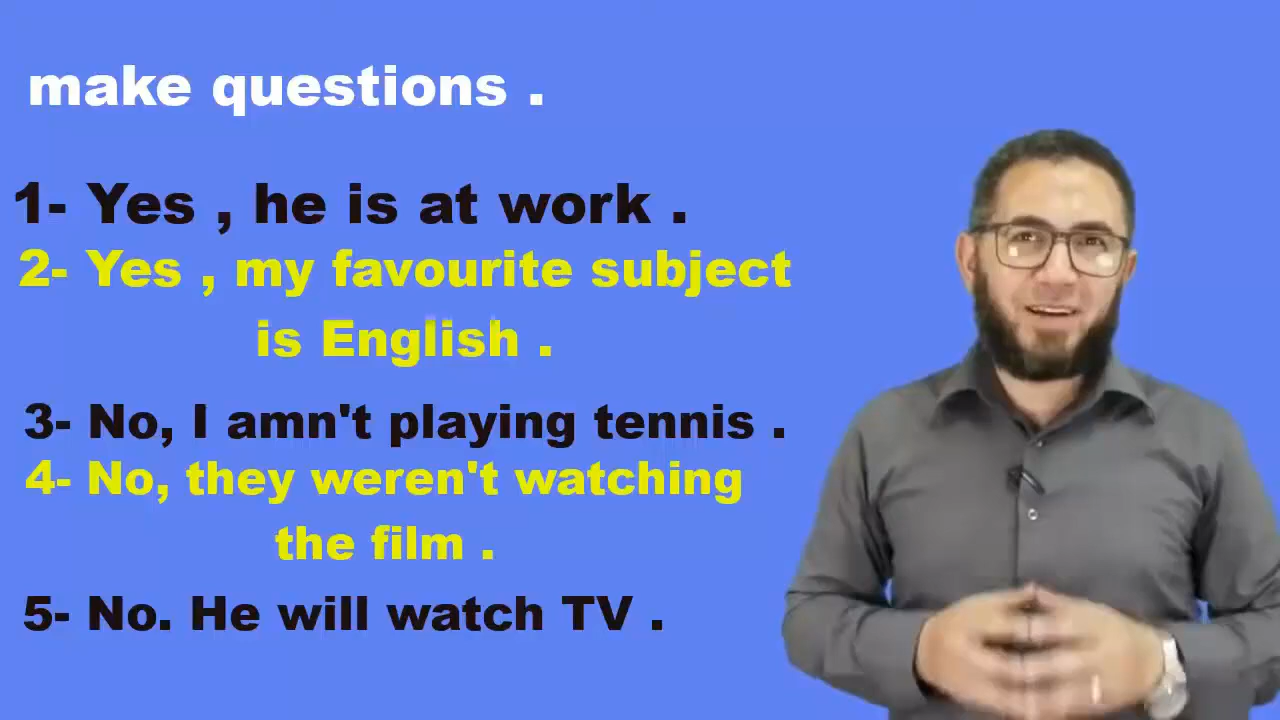 make questions .
1- Yes , he is at work .
2- Yes , my favourite subject
is English .
3- No, I amn't playing tennis .
4- No, they weren't watching
the film .
5- No. He will watch TV .